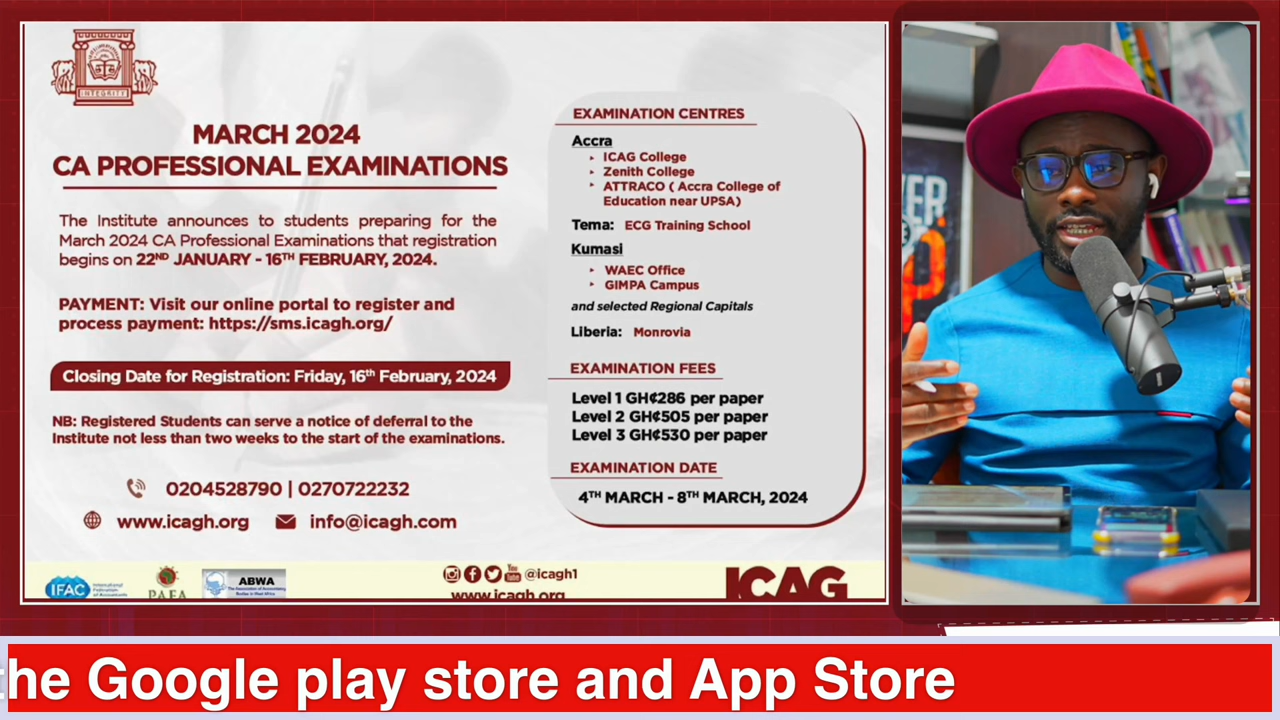 INTEGRITY
MARCH 2024
CA PROFESSIONAL EXAMINATIONS
The Institute announces to students preparing for the
March 2024 CA Professional Examinations that registration
begins on 22ND JANUARY - 16TH FEBRUARY, 2024.
PAYMENT: Visit our online portal to register and
process payment: https://sms.icagh.org/
Closing Date for Registration: Friday, 16th February, 2024
NB: Registered Students can serve a notice of deferral to the
Institute not less than two weeks to the start of the examinations.
0204528790 | 0270722232
www.icagh.org info@icagh.com
EXAMINATION CENTRES
Accra
ICAG College
Zenith College
ATTRACO ( Accra College of
Education near UPSA)
Tema: ECG Training School
Kumasi
WAEC Office
GIMPA Campus
and selected Regional Capitals
Liberia: Monrovia
EXAMINATION FEES
Level 1 GH¢286 per paper
Level 2 GH¢505 per paper
Level 3 GH¢530 per paper
EXAMINATION DATE
4TH MARCH - 8TH MARCH, 2024
IFAC International
Federation
of Accountants
PAFA
ABWA
@icagh1
www.icagh.org
ICAG
he Google play store and App Store